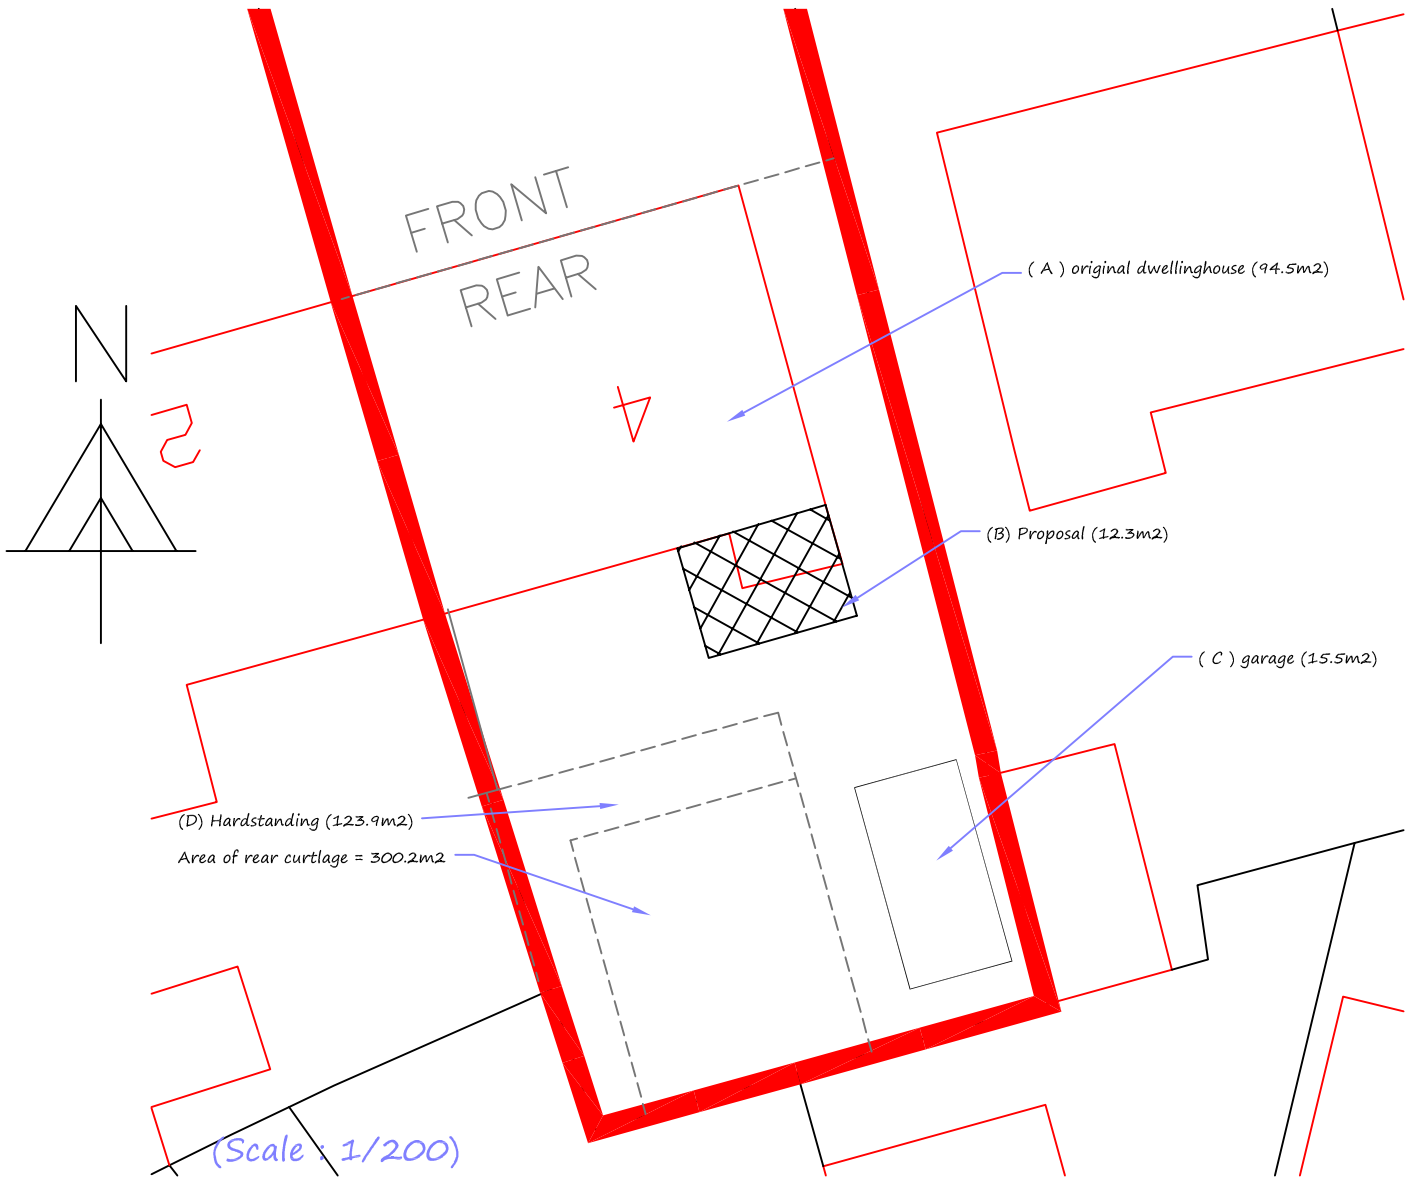 FRONT
REAR
( A ) original dwellinghouse (94.5m2)
N
4
2
(B) Proposal (12.3m2)
( C ) garage (15.5m2)
(D) Hardstanding (123.9m2)
Area of rear curtlage = 300.2m2
(Scale : 1/200)